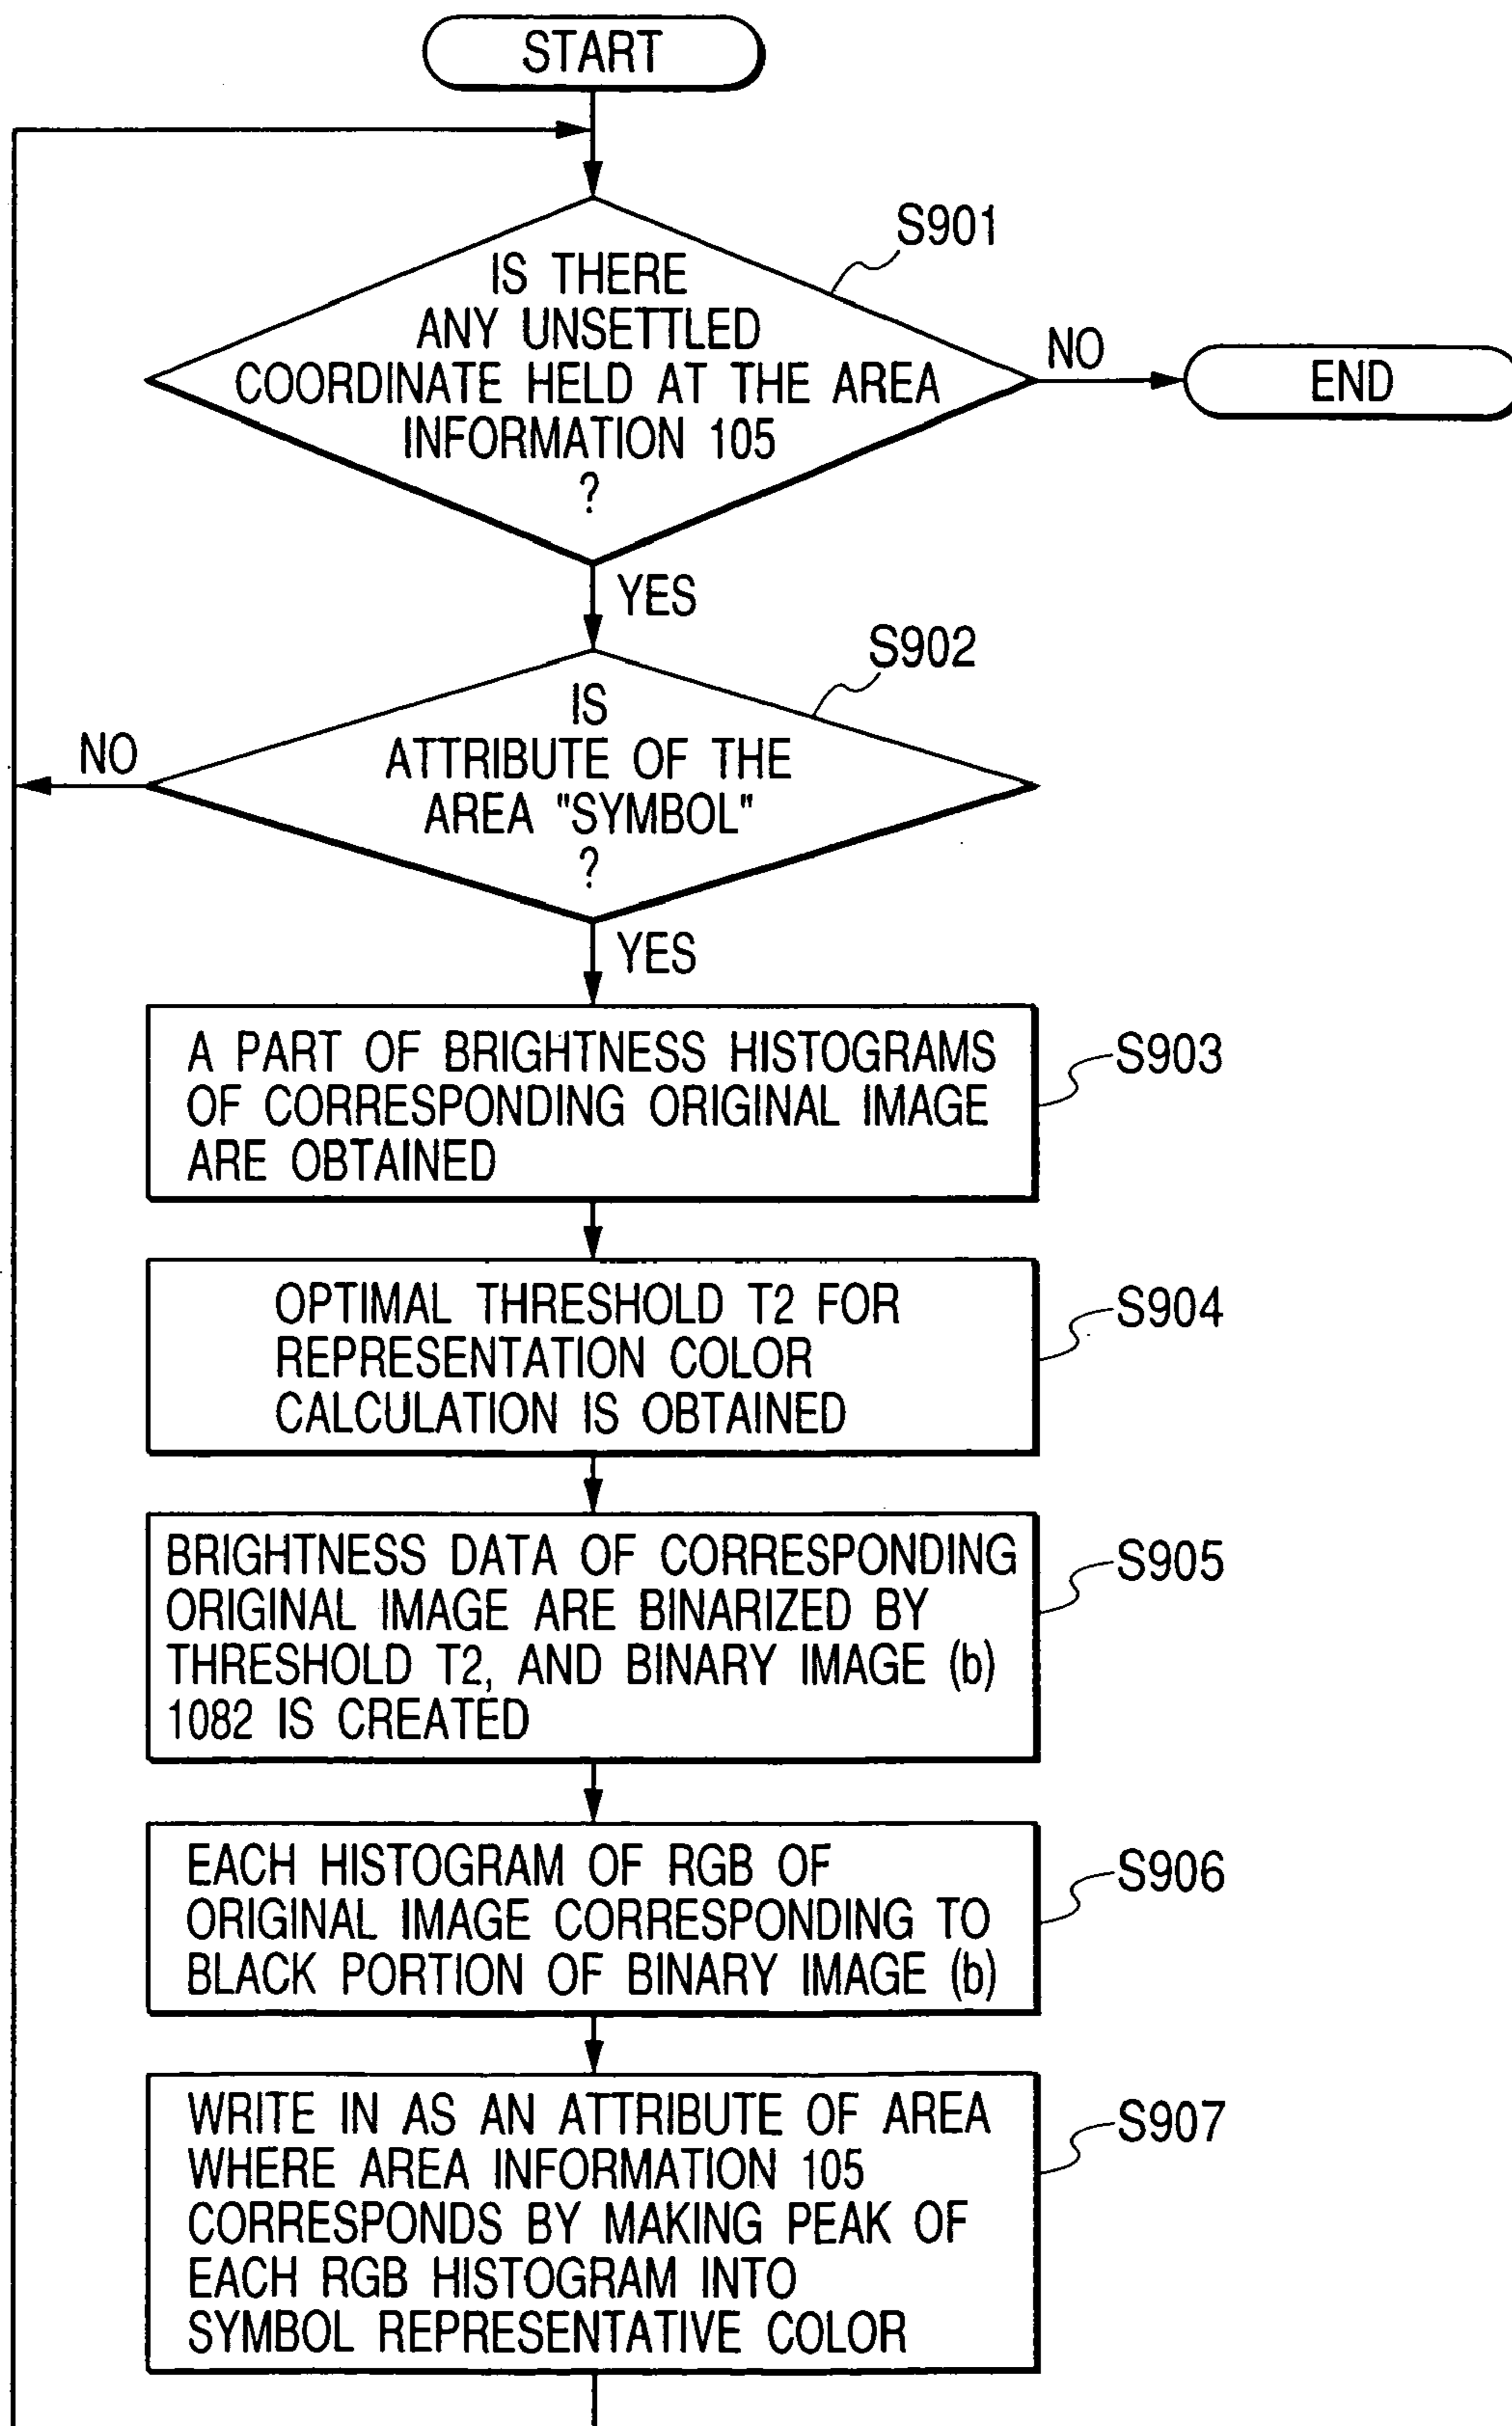 START
S901
IS THERE
ANY UNSETTLED
COORDINATE HELD AT THE AREA
INFORMATION 105
?
NO
END
YES
S902
IS
ATTRIBUTE OF THE
AREA "SYMBOL"
?
NO
YES
A PART OF BRIGHTNESS HISTOGRAMS
OF CORRESPONDING ORIGINAL IMAGE
ARE OBTAINED
S903
OPTIMAL THRESHOLD T2 FOR
REPRESENTATION COLOR
CALCULATION IS OBTAINED
S904
BRIGHTNESS DATA OF CORRESPONDING
ORIGINAL IMAGE ARE BINARIZED BY
THRESHOLD T2, AND BINARY IMAGE (b)
1082 IS CREATED
S905
EACH HISTOGRAM OF RGB OF
ORIGINAL IMAGE CORRESPONDING TO
BLACK PORTION OF BINARY IMAGE (b)
S906
WRITE IN AS AN ATTRIBUTE OF AREA
WHERE AREA INFORMATION 105
CORRESPONDS BY MAKING PEAK OF
EACH RGB HISTOGRAM INTO
SYMBOL REPRESENTATIVE COLOR
S907